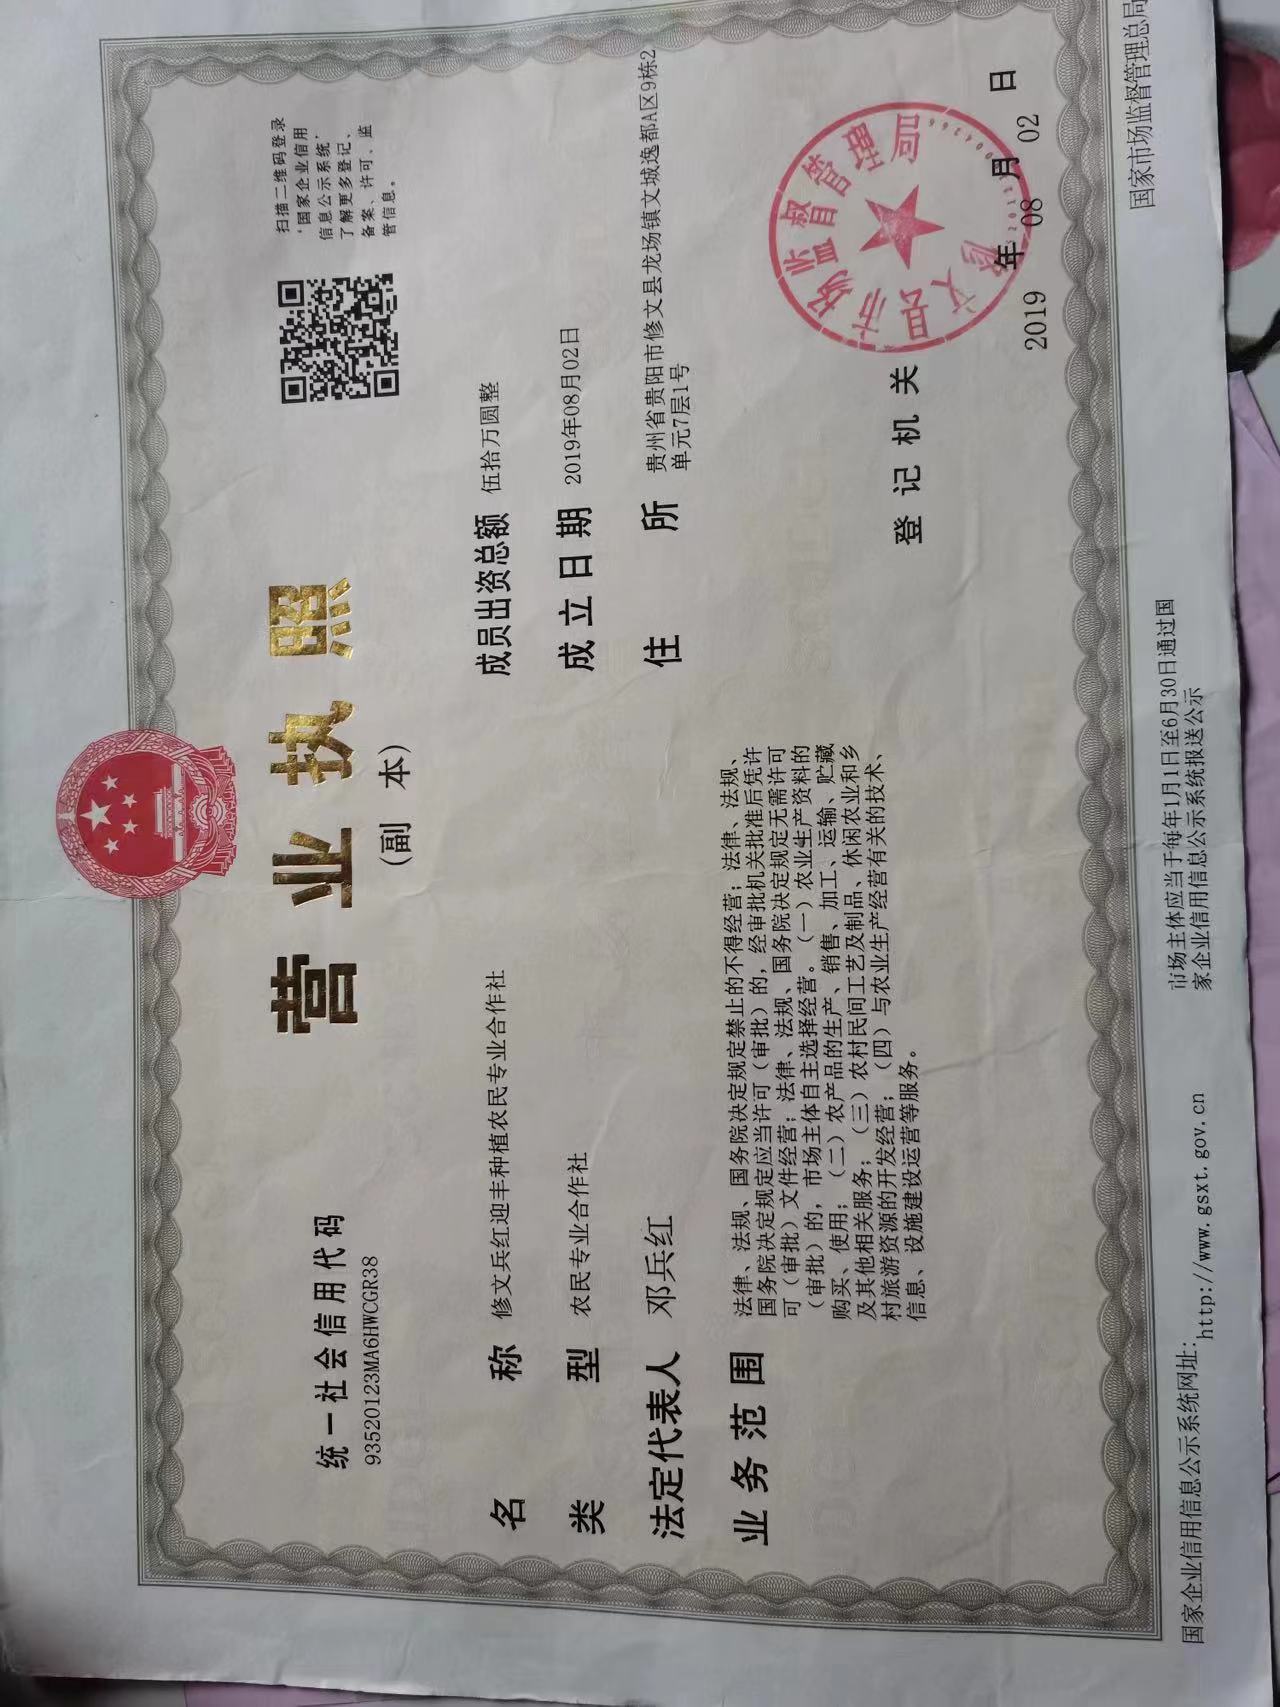 营业执照
(副 本)
统一社会信用代码
93520123MA6HWCGR38
扫描二维码登录
'国家企业信用
信息公示系统'
了解更多登记、
备案、许可、监
管信息。
名 称 修文兵红迎丰种植农民专业合作社
类 型 农民专业合作社
法定代表人 邓兵红
业务范围 法律、法规、国务院决定规定禁止的不得经营；法律、法规、
国务院决定规定应当许可（审批）的，经审批机关批准后凭许
可（审批）文件经营；法律、法规、国务院决定规定无需许可
（审批）的，市场主体自主选择经营。（一）农业生产资料的
购买、使用；（二）农产品的生产、销售、加工、运输、贮藏
及其他相关服务；（三）农村民间工艺及制品、休闲农业和乡
村旅游资源的开发经营；（四）与农业生产经营有关的技术、
信息、设施建设运营等服务。
成员出资总额 伍拾万圆整
成立日期 2019年08月02日
住 所 贵州省贵阳市修文县龙场镇文城逸都A区9栋2
单元7层1号
登记机关
修文县市场监督管理局
2019 年 08 月 02 日
国家企业信用信息公示系统网址：
http://www.gsxt.gov.cn
市场主体应当于每年1月1日至6月30日通过国
家企业信用信息公示系统报送公示
国家市场监督管理总局